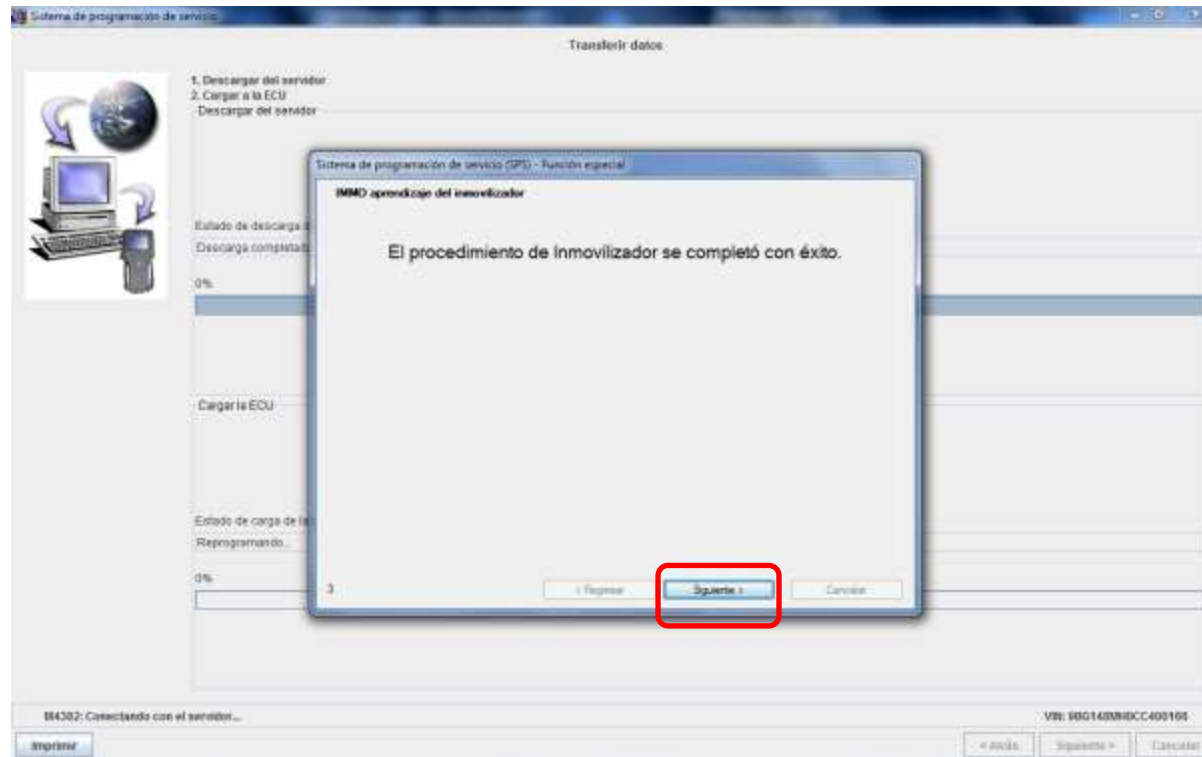 Sistema de programación de servicio
Transferir datos
1. Descargar del servidor
2. Cargar a la ECU
Descargar del servidor
Sistema de programación de servicio (SPS) - Función especial
IMMO aprendizaje del inmovilizador
El procedimiento de Inmovilizador se completó con éxito.
Estado de descarga
Descarga completada
0%
Cargar la ECU
Estado de carga de la
Reprogramando..
0%
3
< Regresar
Siguiente >
Cancelar
Conectando con el servidor...
VIN:
Imprimir
< Atrás
Siguiente >
Cancelar